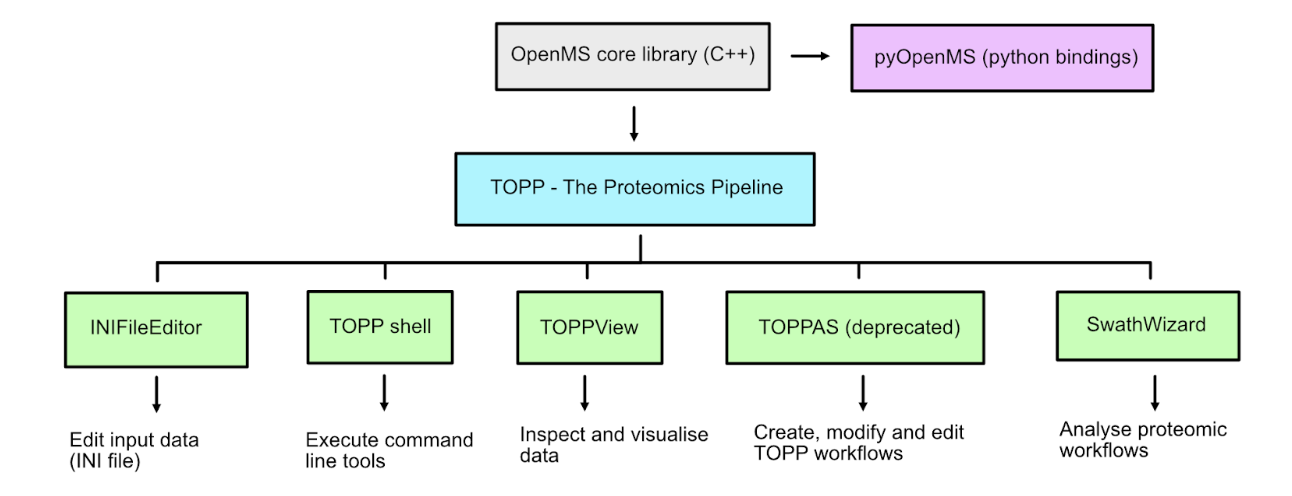 OpenMS core library (C++)
pyOpenMS (python bindings)
TOPP - The Proteomics Pipeline
INIFileEditor
TOPP shell
TOPPView
TOPPAS (deprecated)
SwathWizard
Edit input data
(INI file)
Execute command
line tools
Inspect and visualise
data
Create, modify and edit
TOPP workflows
Analyse proteomic
workflows